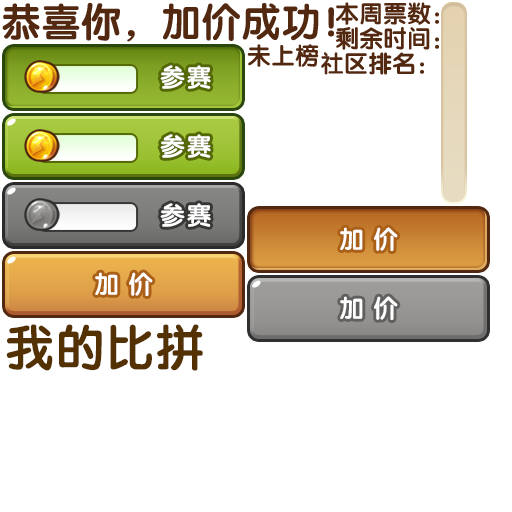 恭喜你，加价成功！
本周票数：
剩余时间：
未上榜
社区排名：
参赛
参赛
参赛
加价
加价
加价
我的比拼